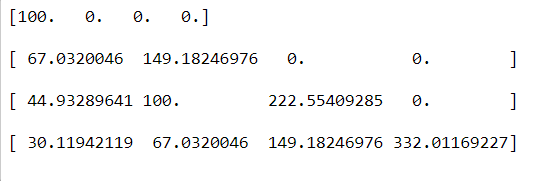 [100.   0.   0.   0.]
[ 67.0320046  149.18246976   0.           0.        ]
[ 44.93289641 100.         222.55409285   0.        ]
[ 30.11942119  67.0320046  149.18246976 332.01169227]